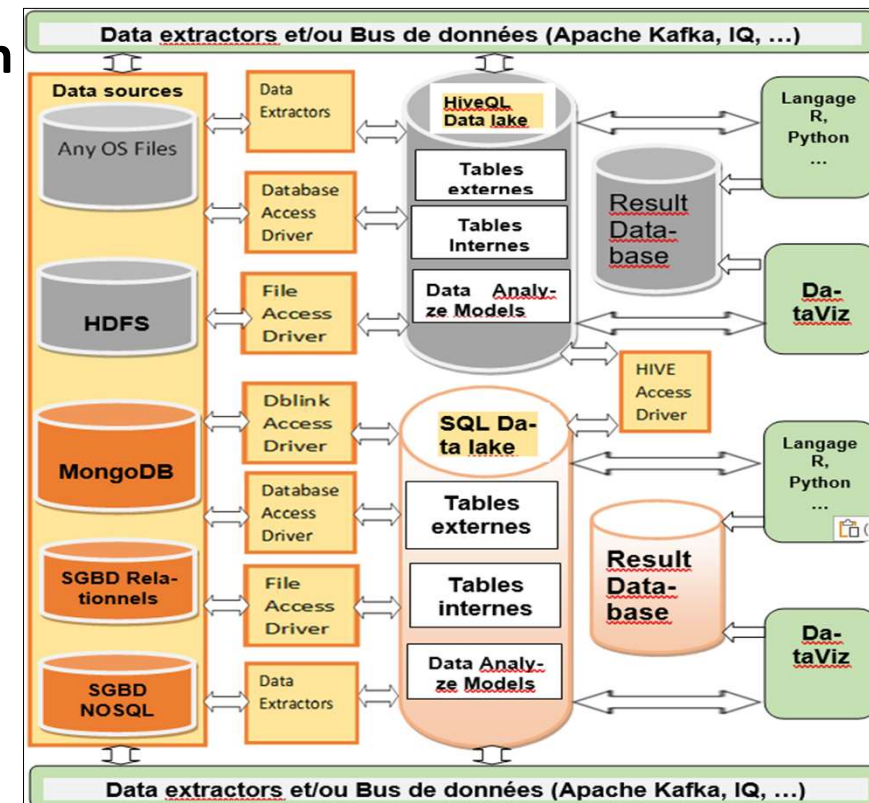 n
Data extractors et/ou Bus de données (Apache Kafka, IQ, ...)
Data sources
Any OS Files
HDFS
MongoDB
SGBD Rela-
tionnels
SGBD
NOSQL
Data
Extractors
Database
Access
Driver
File
Access
Driver
Dblink
Access
Driver
Database
Access
Driver
File
Access
Driver
Data
Extractors
HiveQL
Data lake
Tables
externes
Tables
Internes
Data Analy-
ze Models
SQL Da-
ta lake
Tables
externes
Tables
internes
Data Analy-
ze Models
Result
Data-
base
HIVE
Access
Driver
Result
Data-
base
Langage
R,
Python
...
Da-
taViz
Langage
R,
Python
...
(
Da-
taViz
Data extractors et/ou Bus de données (Apache Kafka, IQ, ...)